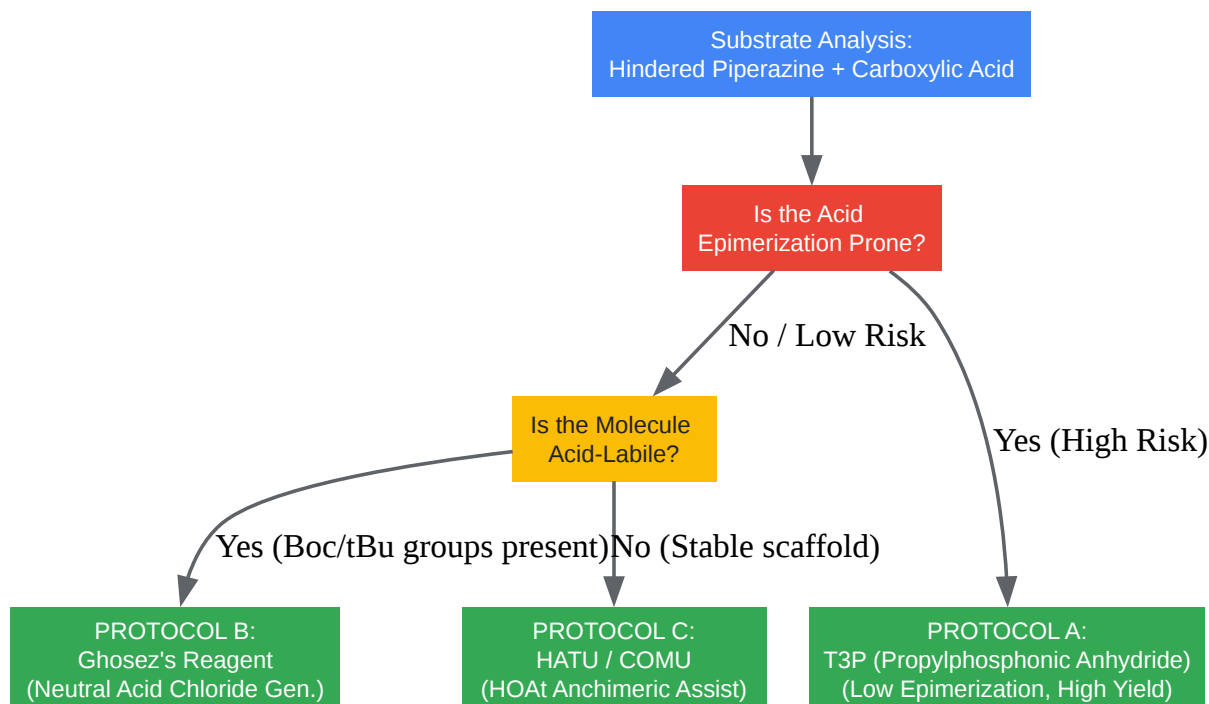 Substrate Analysis:
Hindered Piperazine + Carboxylic Acid
Is the Acid
Epimerization Prone?
No / Low Risk
Yes (High Risk)
Is the Molecule
Acid-Labile?
Yes (Boc/tBu groups present)
No (Stable scaffold)
PROTOCOL B:
Ghosez's Reagent
(Neutral Acid Chloride Gen.)
PROTOCOL C:
HATU / COMU
(HOAt Anchimeric Assist)
PROTOCOL A:
T3P (Propylphosphonic Anhydride)
(Low Epimerization, High Yield)